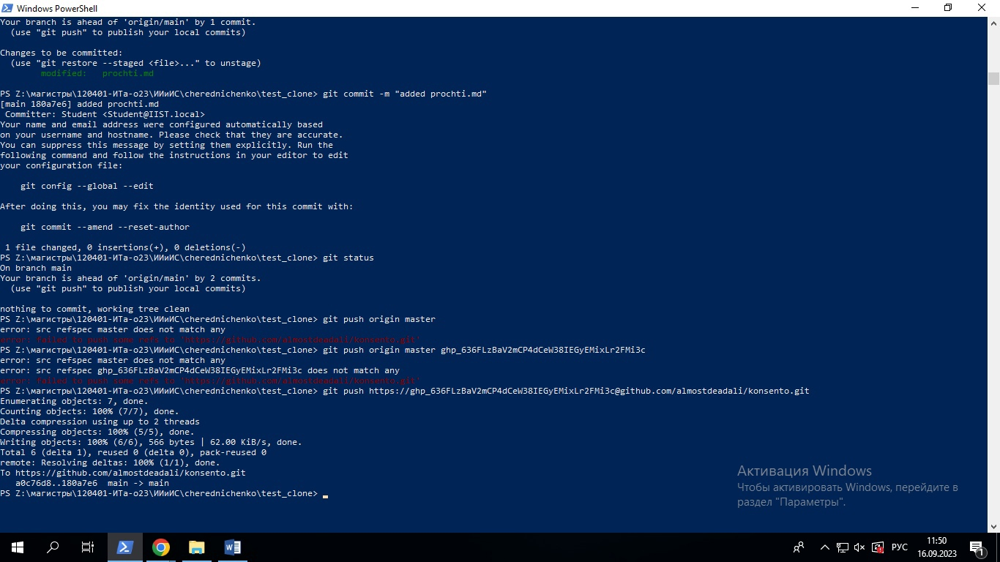 Windows PowerShell
Your branch is ahead of 'origin/main' by 1 commit.
  (use "git push" to publish your local commits)
Changes to be committed:
  (use "git restore --staged <file>..." to unstage)
        modified:   prochti.md
PS Z:\магистры\120401-ИТа-о23\ИИиИС\cherednichenko\test_clone> git commit -m "added prochti.md"
[main 180a7e6] added prochti.md
 Committer: Student <Student@IIST.local>
Your name and email address were configured automatically based
on your username and hostname. Please check that they are accurate.
You can suppress this message by setting them explicitly. Run the
following command and follow the instructions in your editor to edit
your configuration file:
    git config --global --edit
After doing this, you may fix the identity used for this commit with:
    git commit --amend --reset-author
 1 file changed, 0 insertions(+), 0 deletions(-)
PS Z:\магистры\120401-ИТа-о23\ИИиИС\cherednichenko\test_clone> git status
On branch main
Your branch is ahead of 'origin/main' by 2 commits.
  (use "git push" to publish your local commits)
nothing to commit, working tree clean
PS Z:\магистры\120401-ИТа-о23\ИИиИС\cherednichenko\test_clone> git push origin master
error: src refspec master does not match any
error: failed to push some refs to 'https://github.com/almostdeadali/konsento.git'
PS Z:\магистры\120401-ИТа-о23\ИИиИС\cherednichenko\test_clone> git push origin master 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
error: src refspec master does not match any
error: src refspec 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 does not match any
error: failed to push some refs to 'https://github.com/almostdeadali/konsento.git'
PS Z:\магистры\120401-ИТа-о23\ИИиИС\cherednichenko\test_clone> git push https://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@github.com/almostdeadali/konsento.git
Enumerating objects: 7, done.
Counting objects: 100% (7/7), done.
Delta compression using up to 2 threads
Compressing objects: 100% (5/5), done.
Writing objects: 100% (6/6), 566 bytes | 62.00 KiB/s, done.
Total 6 (delta 1), reused 0 (delta 0), pack-reused 0
remote: Resolving deltas: 100% (1/1), done.
To https://github.com/almostdeadali/konsento.git
   a0c76d8..180a7e6  main -> main
PS Z:\магистры\120401-ИТа-о23\ИИиИС\cherednichenko\test_clone>
Активация Windows
Чтобы активировать Windows, перейдите в
раздел "Параметры".
РУС
11:50
16.09.2023
1